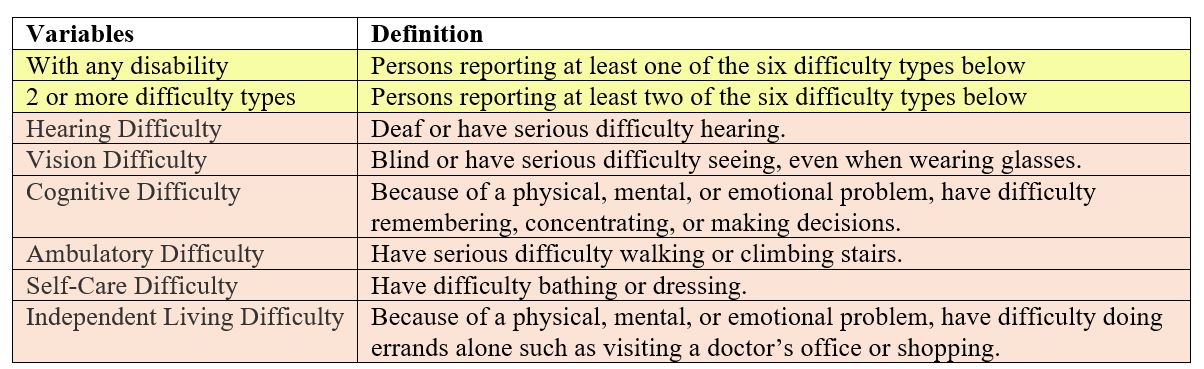 Variables Definition
With any disability Persons reporting at least one of the six difficulty types below
2 or more difficulty types Persons reporting at least two of the six difficulty types below
Hearing Difficulty Deaf or have serious difficulty hearing.
Vision Difficulty Blind or have serious difficulty seeing, even when wearing glasses.
Cognitive Difficulty Because of a physical, mental, or emotional problem, have difficulty
remembering, concentrating, or making decisions.
Ambulatory Difficulty Have serious difficulty walking or climbing stairs.
Self-Care Difficulty Have difficulty bathing or dressing.
Independent Living Difficulty Because of a physical, mental, or emotional problem, have difficulty doing
errands alone such as visiting a doctor’s office or shopping.